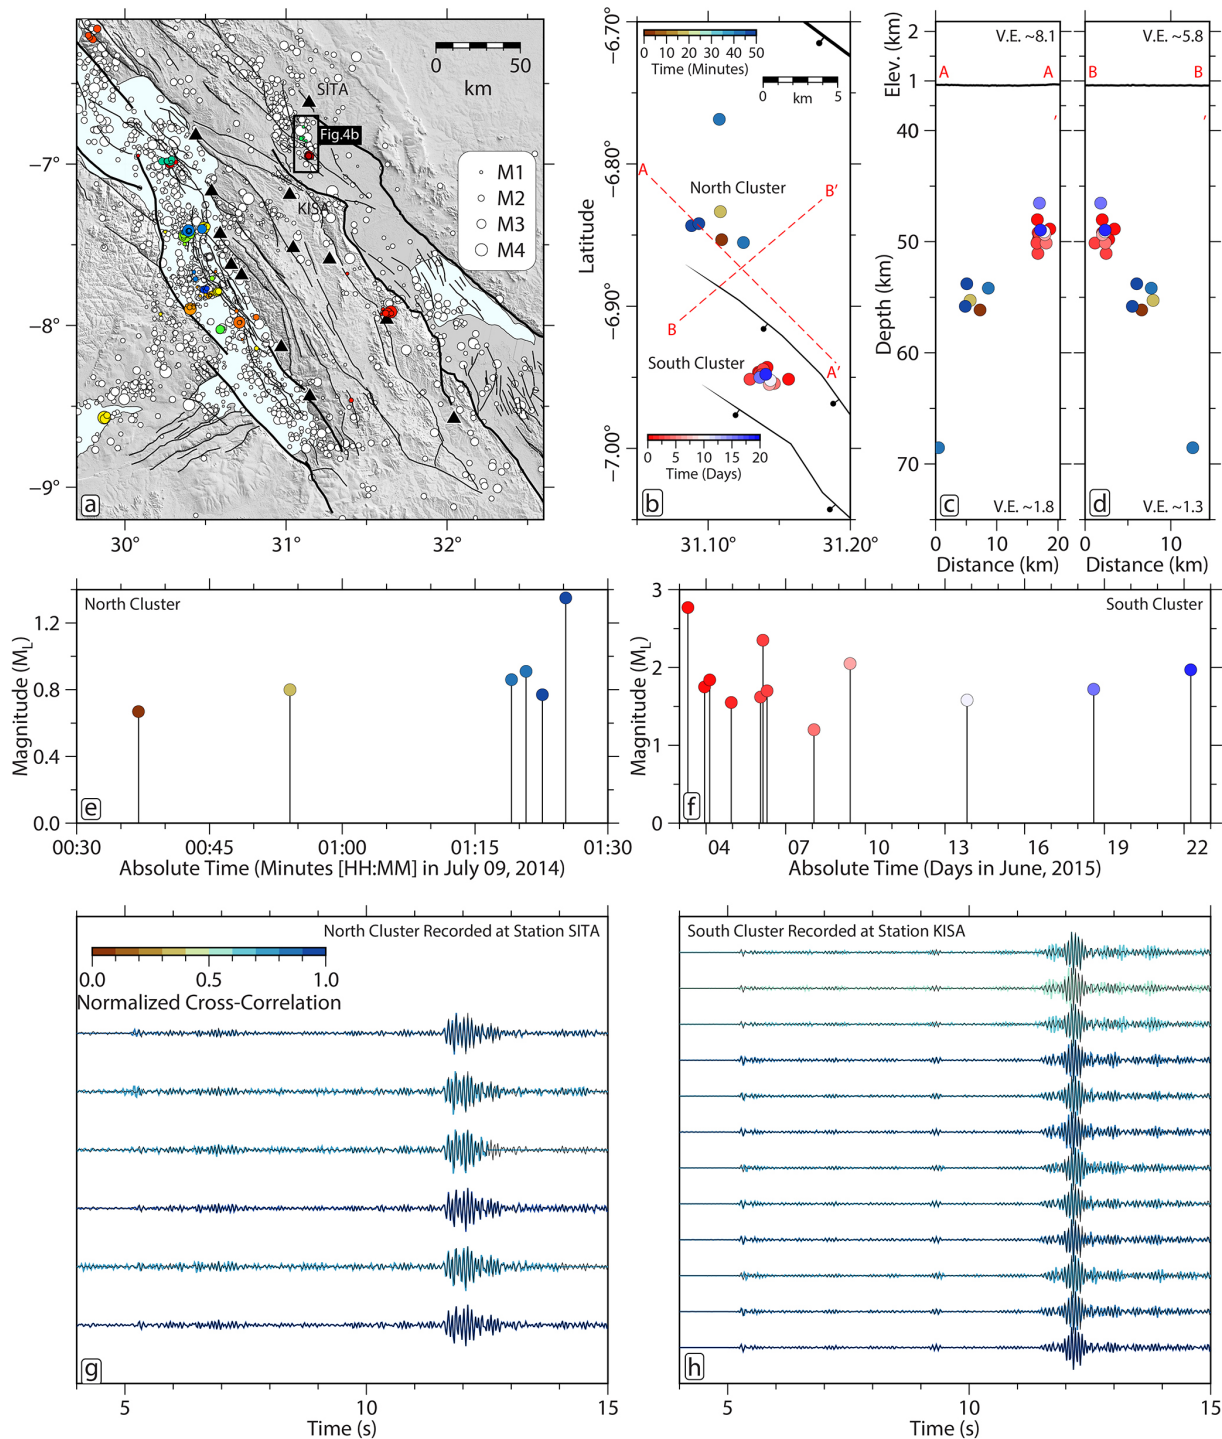 SITA
0 50
km
Fig.4b
M1
M2
M3
M4
KISA
−7°
−8°
−9°
a
30° 31° 32°
−6.70°
−6.80°
−6.90°
−7.00°
Latitude
0 10 20 30 40 50
Time (Minutes)
0 km 5
A
North Cluster
B′
B
South Cluster
A′
0 5 10 15 20
Time (Days)
b
31.10° 31.20°
Elev. (km)
2
1
40
50
60
70
Depth (km)
V.E. ~8.1
A A
′
V.E. ~1.8
c
0 10 20
Distance (km)
V.E. ~5.8
B B
′
V.E. ~1.3
d
0 10
Distance (km)
North Cluster
Magnitude (ML)
1.2
0.8
0.4
0.0
e
00:30 00:45 01:00 01:15 01:30
Absolute Time (Minutes [HH:MM] in July 09, 2014)
South Cluster
Magnitude (ML)
3
2
1
0
f
04 07 10 13 16 19 22
Absolute Time (Days in June, 2015)
North Cluster Recorded at Station SITA
0.0 0.5 1.0
Normalized Cross-Correlation
g
5 10 15
Time (s)
South Cluster Recorded at Station KISA
h
5 10 15
Time (s)